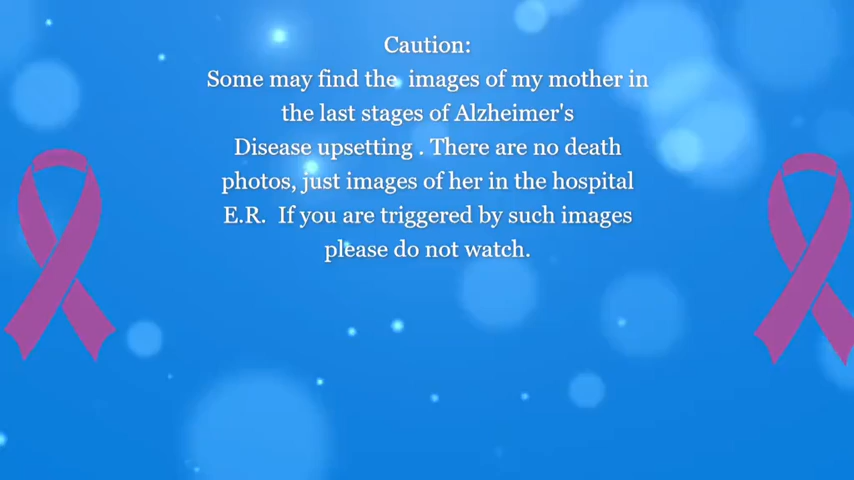 Caution:
Some may find the images of my mother in
the last stages of Alzheimer's
Disease upsetting . There are no death
photos, just images of her in the hospital
E.R. If you are triggered by such images
please do not watch.